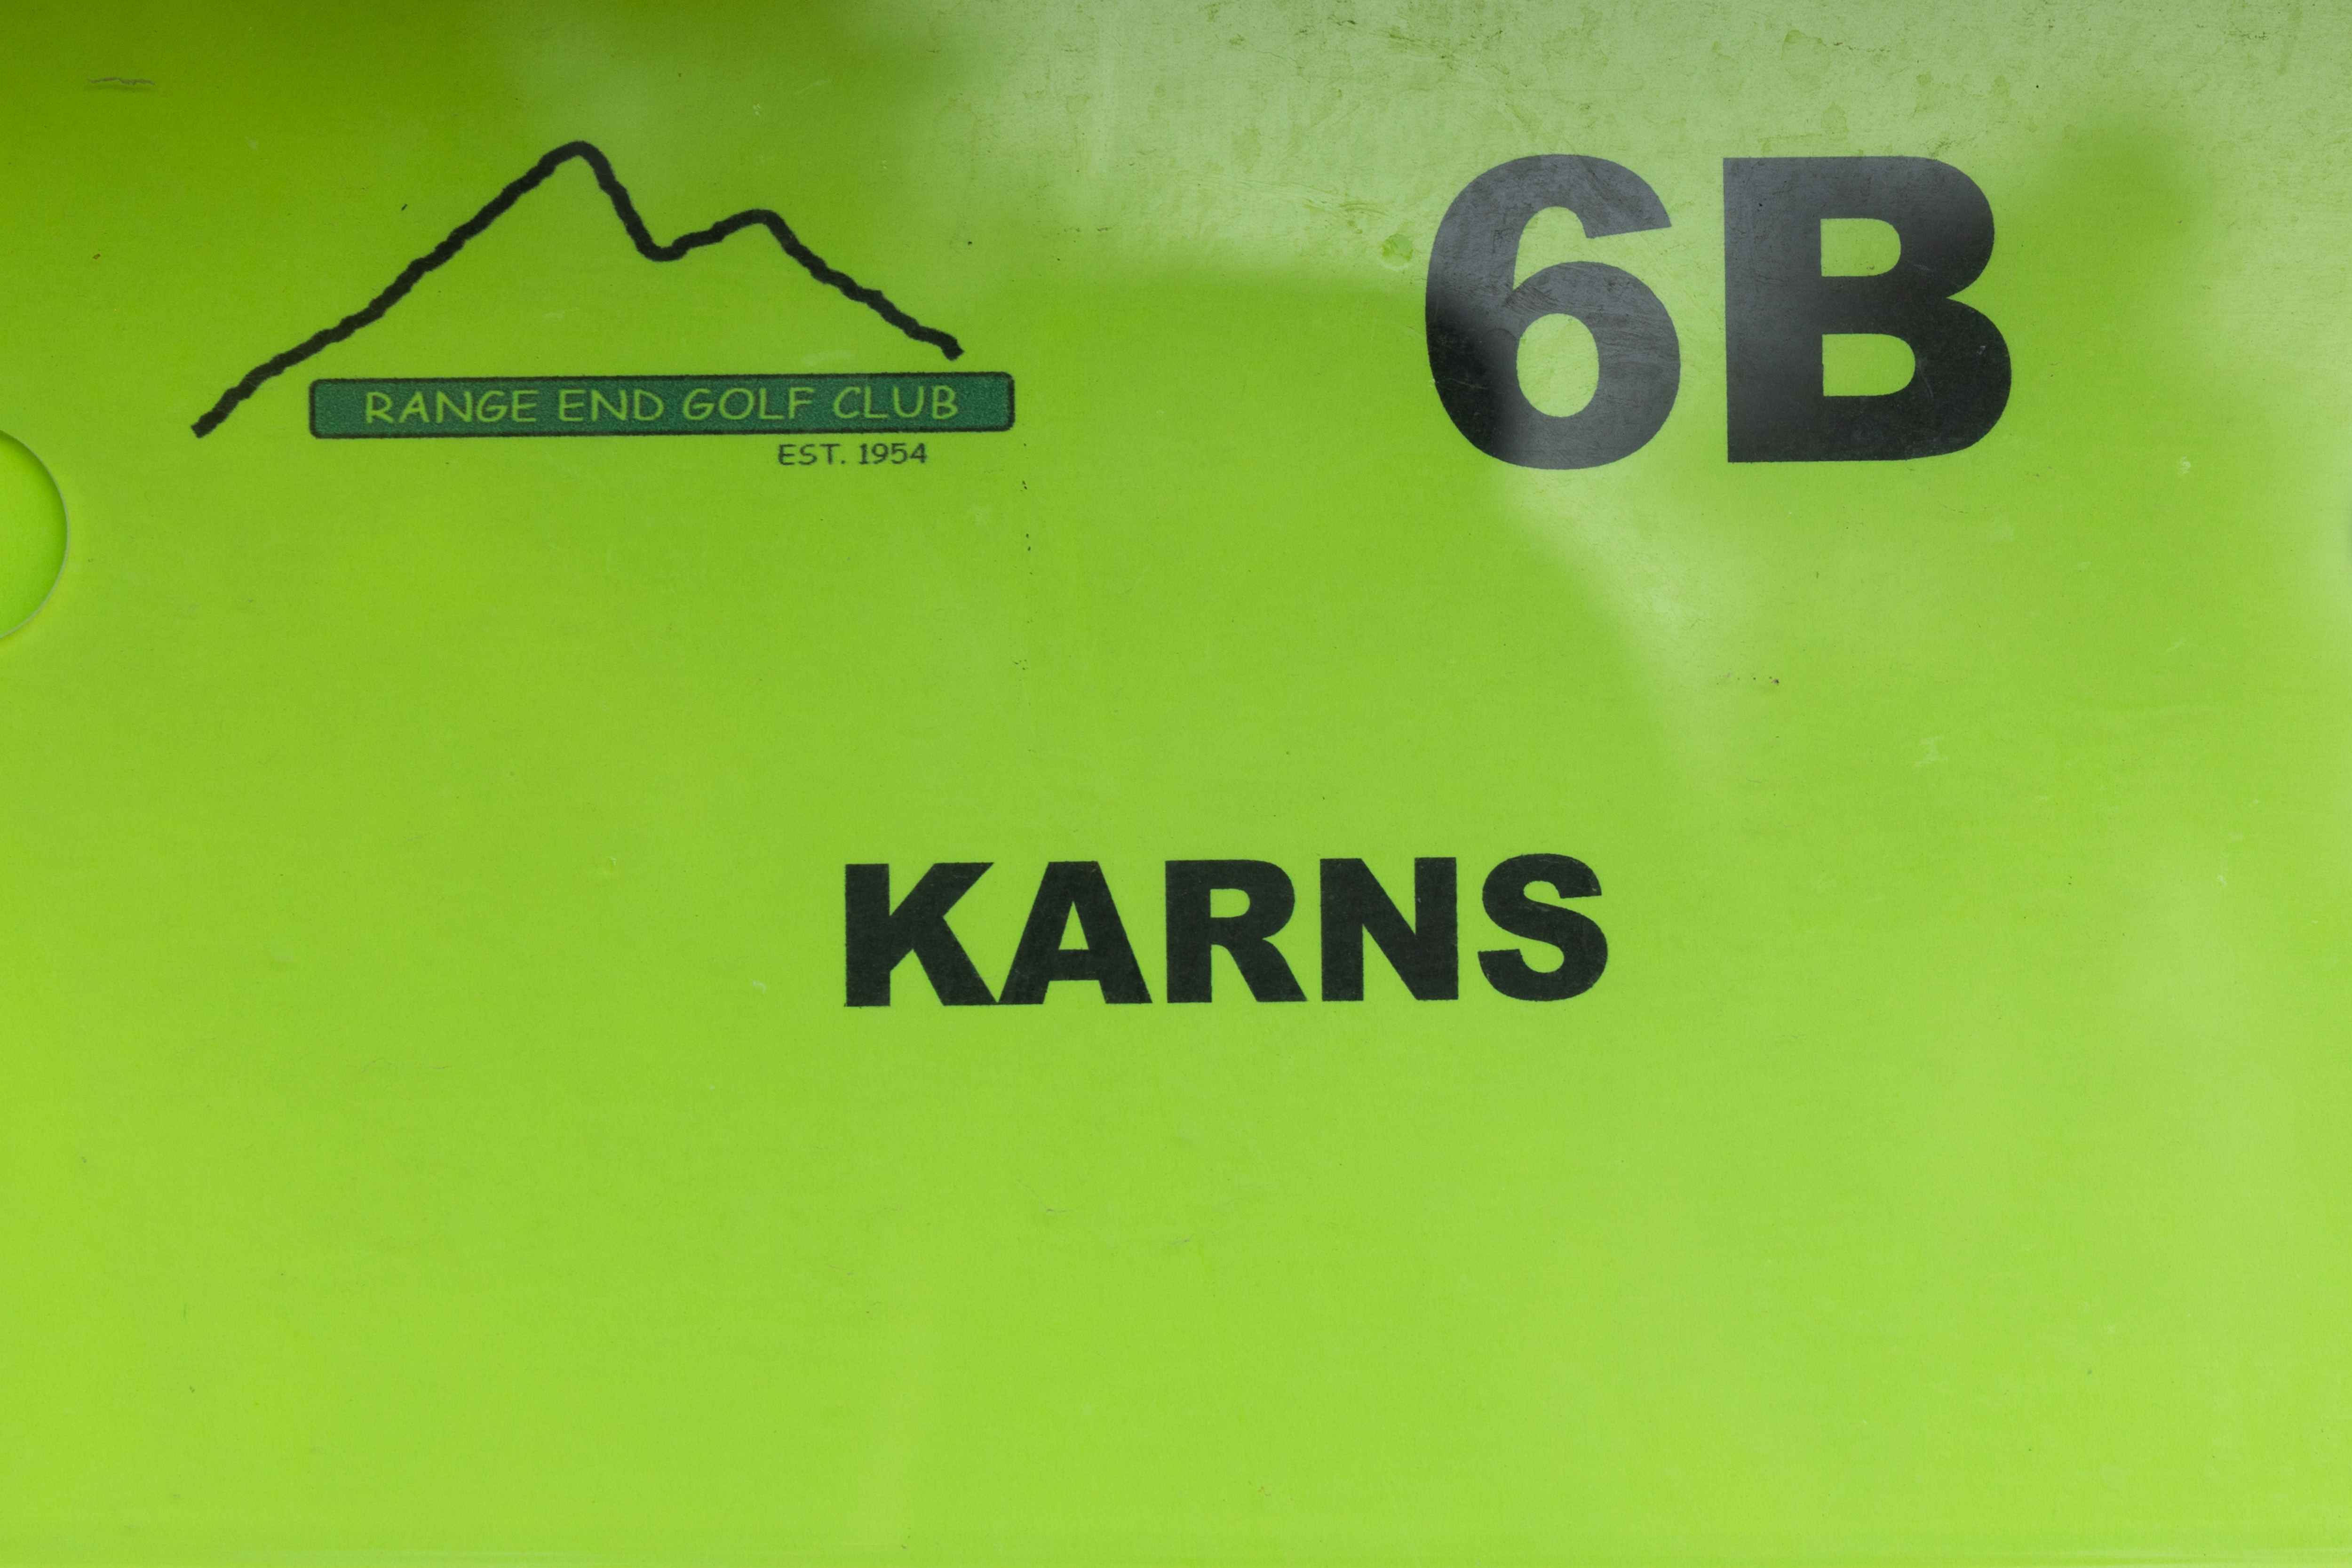 6B
RANGE END GOLF CLUB
EST. 1954
KARNS